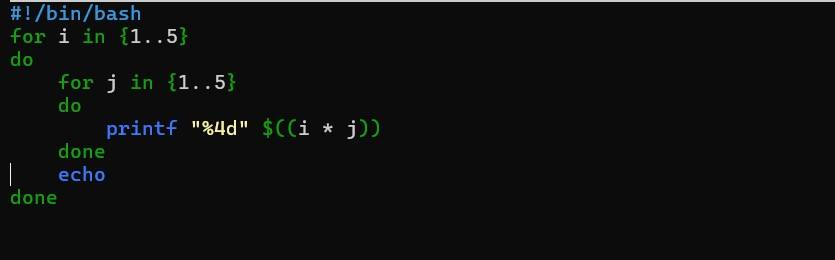 #!/bin/bash
for i in {1..5}
do
    for j in {1..5}
    do
        printf "%4d" $((i * j))
    done
    echo
done